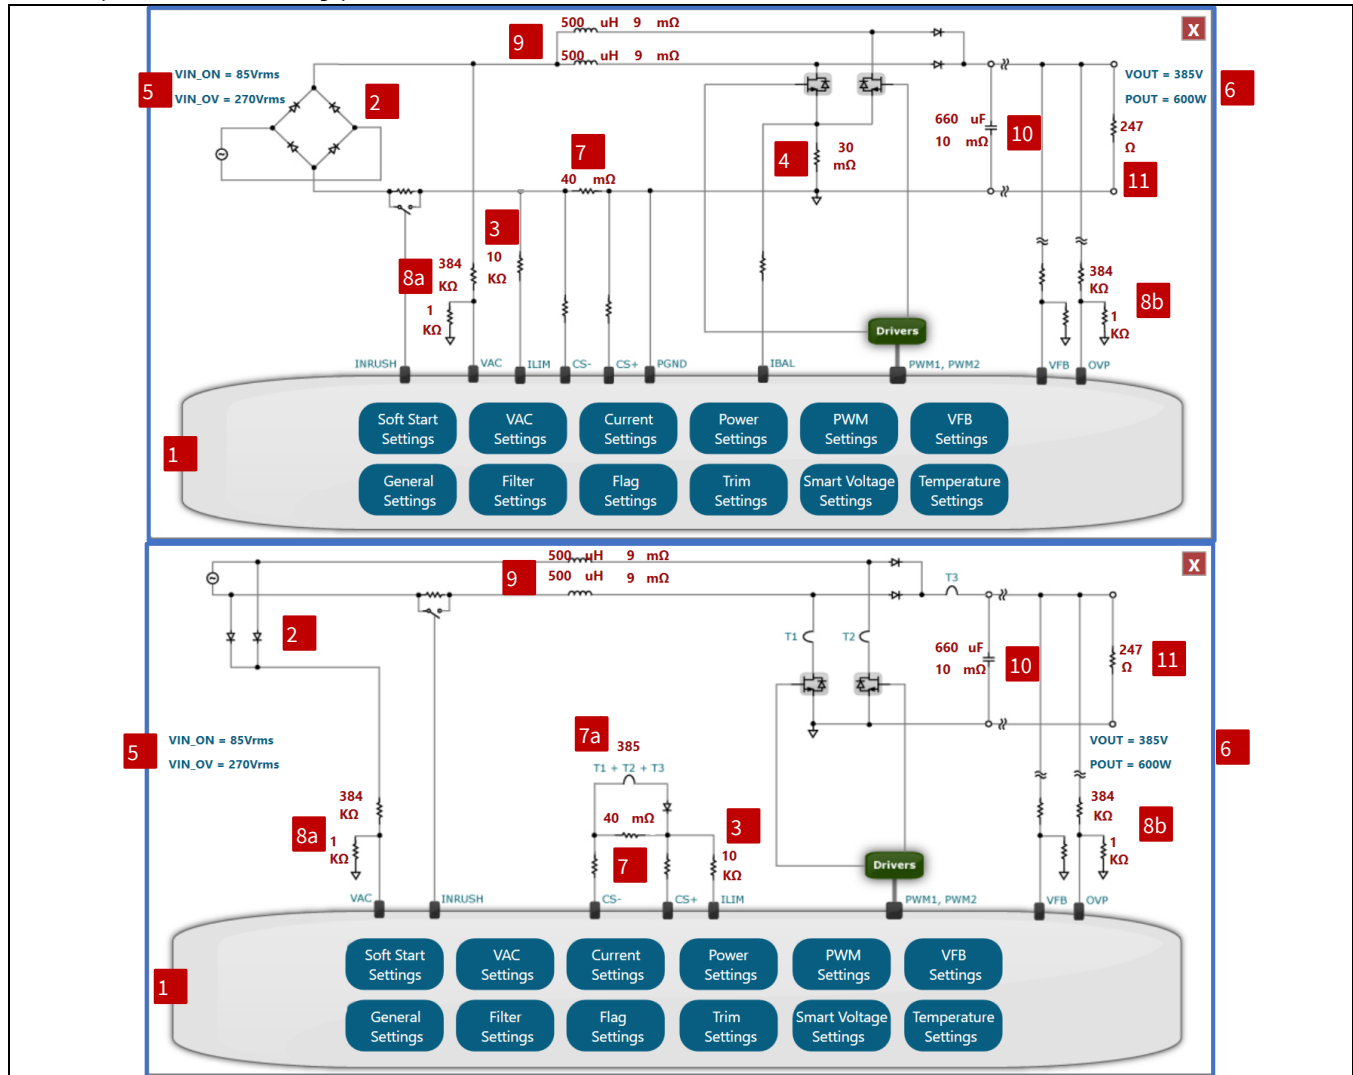 500 uH 9 mΩ
X
9
500 uH 9 mΩ
5
VIN_ON = 85Vrms
VIN_OV = 270Vrms
2
VOUT = 385V
POUT = 600W
6
660 uF
10 mΩ
10
247
Ω
7
40 mΩ
4
30
mΩ
11
3
10
KΩ
8a
384
KΩ
1
KΩ
384
KΩ
8b
1
KΩ
Drivers
INRUSH
VAC
ILIM
CS-
CS+
PGND
IBAL
PWM1, PWM2
VFB
OVP
1
Soft Start
Settings
VAC
Settings
Current
Settings
Power
Settings
PWM
Settings
VFB
Settings
General
Settings
Filter
Settings
Flag
Settings
Trim
Settings
Smart Voltage
Settings
Temperature
Settings
500 uH 9 mΩ
X
9
500 uH 9 mΩ
T3
2
T1
T2
660 uF
10 mΩ
10
247
Ω
11
5
VIN_ON = 85Vrms
VIN_OV = 270Vrms
7a
385
T1 + T2 + T3
VOUT = 385V
POUT = 600W
6
384
KΩ
8a
1
KΩ
40 mΩ
7
3
10
KΩ
384
KΩ
8b
1
KΩ
Drivers
VAC
INRUSH
CS-
CS+
ILIM
PWM1, PWM2
VFB
OVP
1
Soft Start
Settings
VAC
Settings
Current
Settings
Power
Settings
PWM
Settings
VFB
Settings
General
Settings
Filter
Settings
Flag
Settings
Trim
Settings
Smart Voltage
Settings
Temperature
Settings